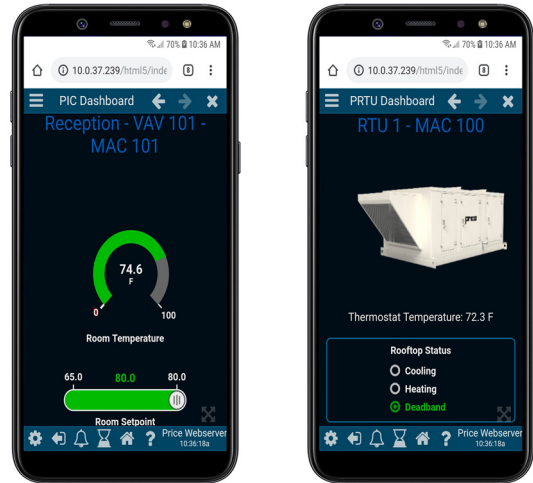 70% 10:36 AM
10.0.37.239/html5/inde 8
PIC Dashboard
Reception - VAV 101 -
MAC 101
74.6
F
0 100
Room Temperature
65.0 80.0 80.0
Room Setpoint
? Price Webserver
10:36:18a
70% 10:36 AM
10.0.37.239/html5/inde 8
PRTU Dashboard
RTU 1 - MAC 100
price
Thermostat Temperature: 72.3 F
Rooftop Status
Cooling
Heating
Deadband
? Price Webserver
10:36:18a